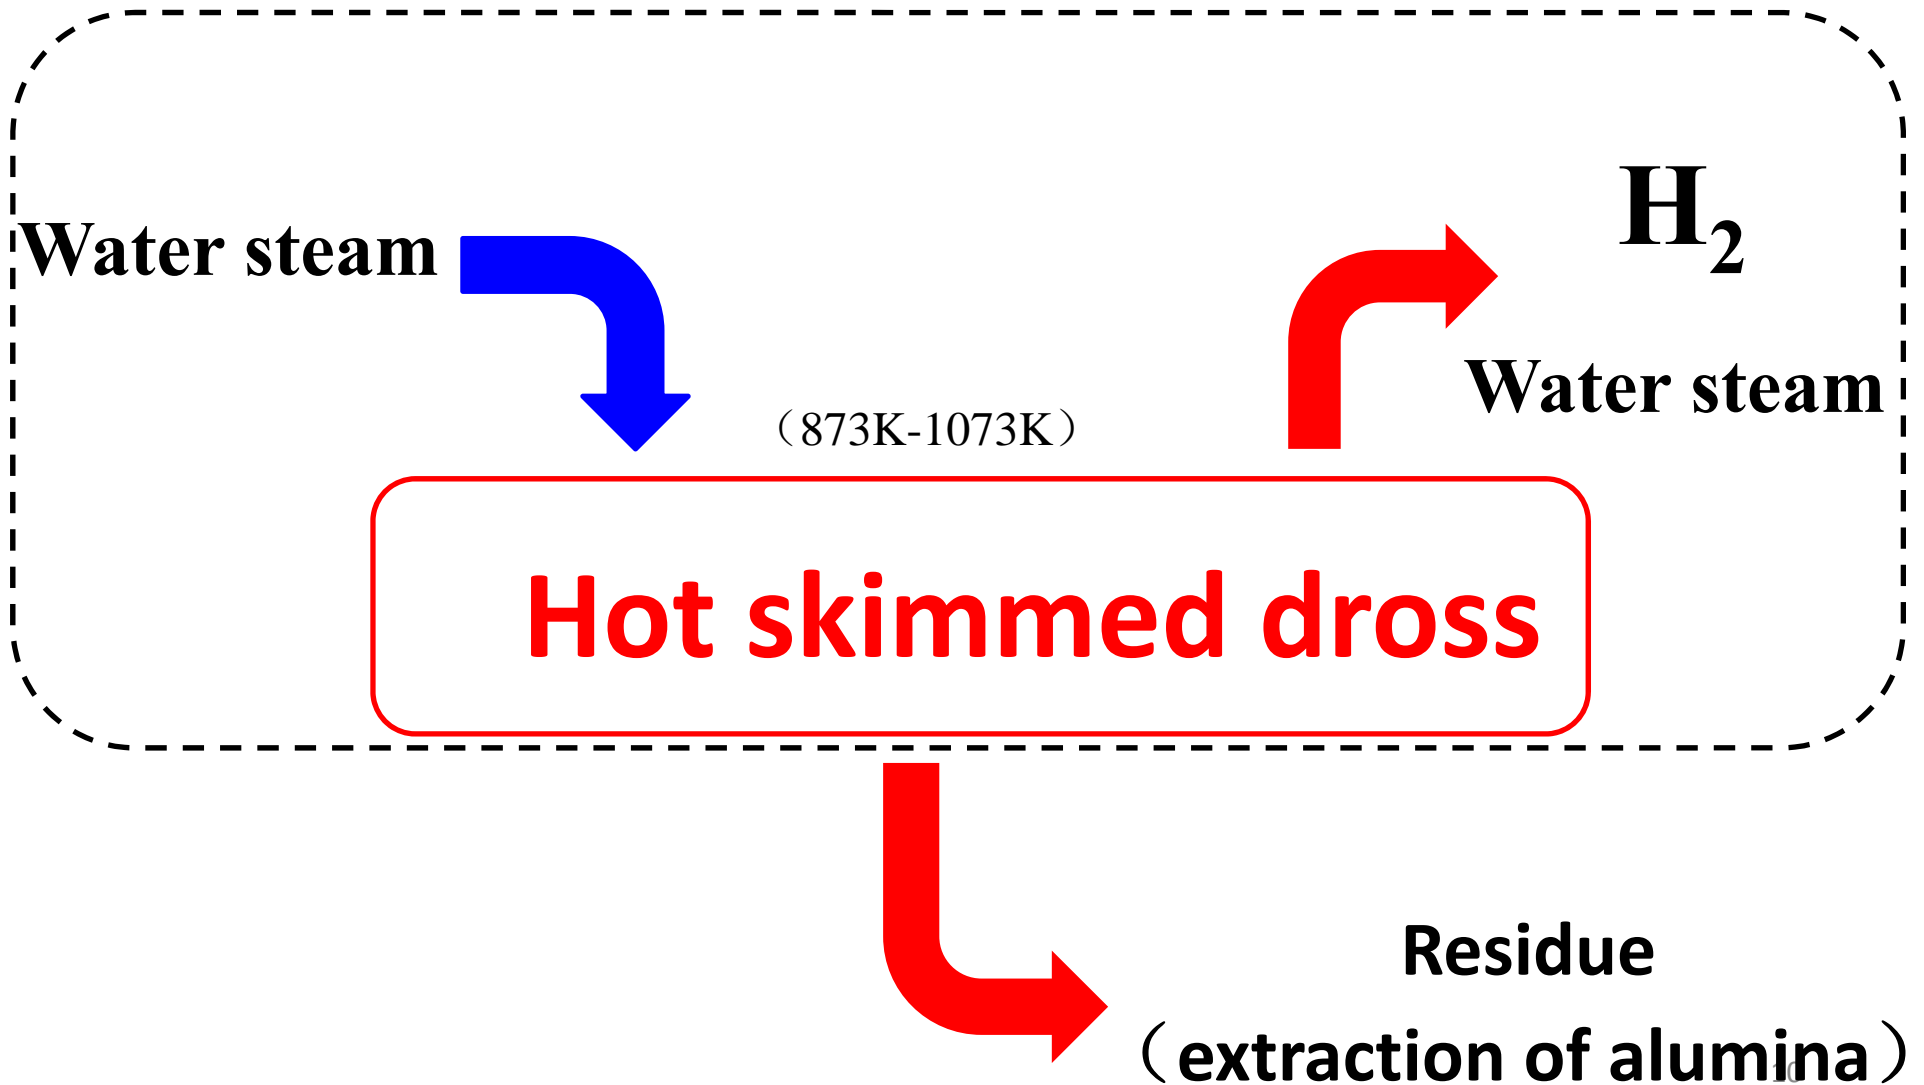 H₂
Water steam
Water steam
（873K-1073K）
Hot skimmed dross
Residue
（extraction of alumina）